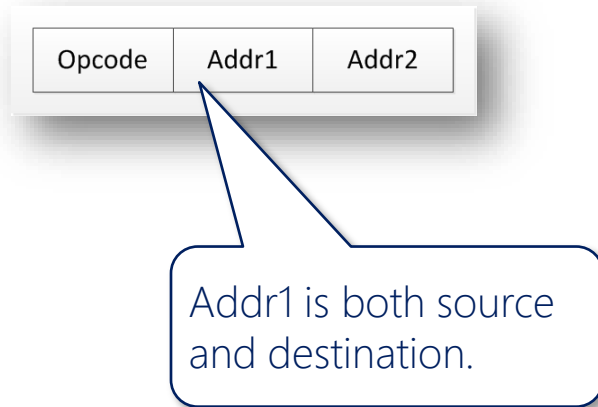 Opcode Addr1 Addr2
Addr1 is both source
and destination.